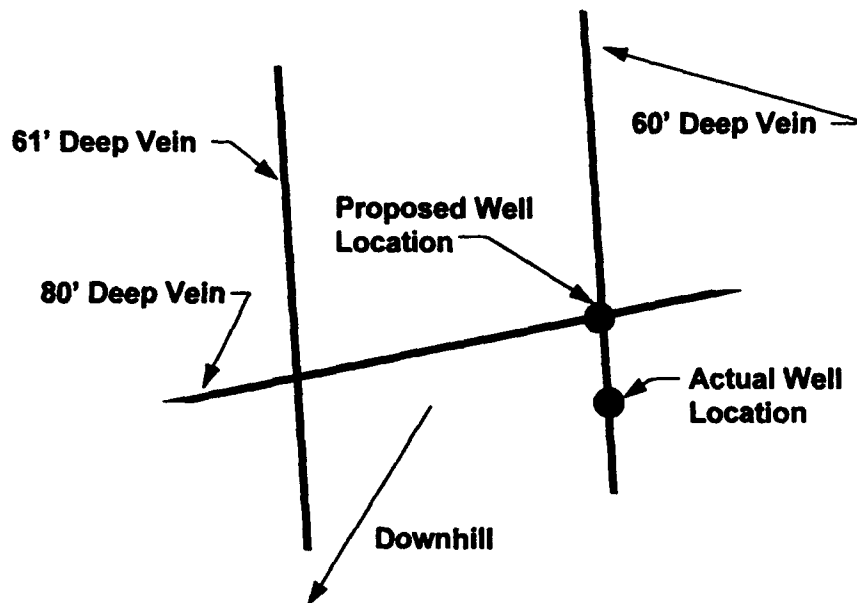 60' Deep Vein
61' Deep Vein
Proposed Well
Location
80' Deep Vein
Actual Well
Location
Downhill